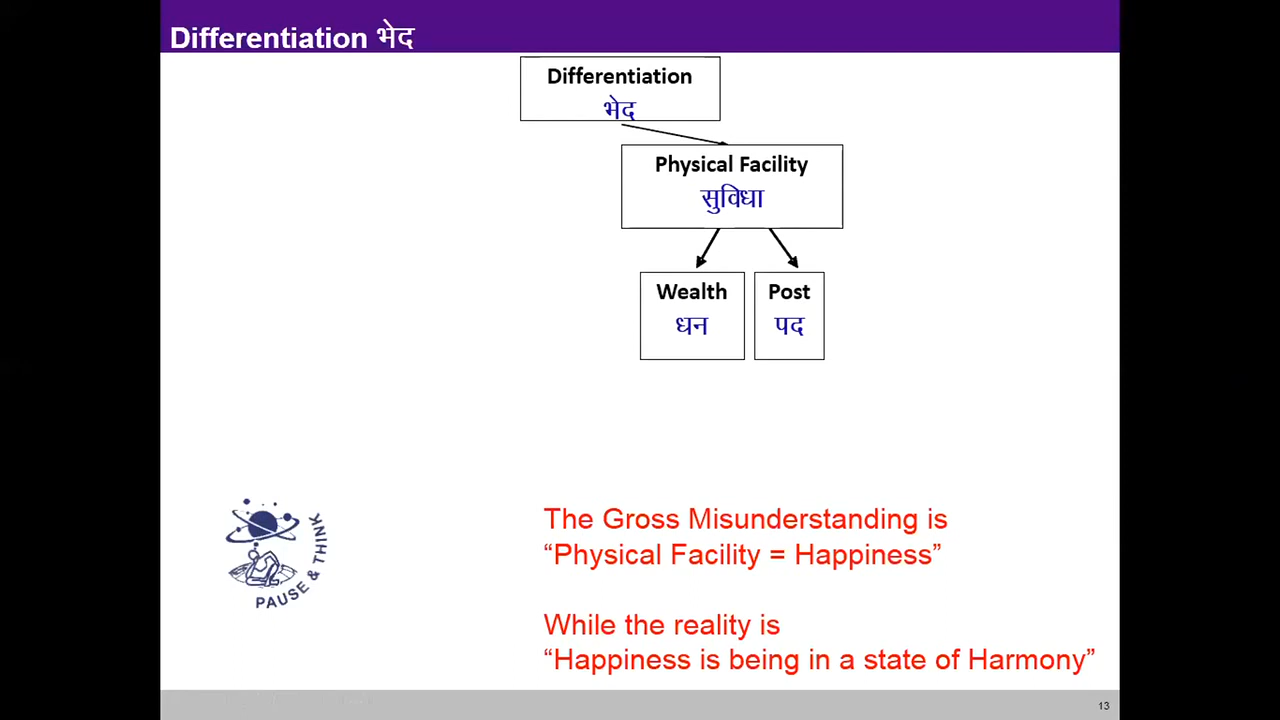 Differentiation भेद
Differentiation
भेद
Physical Facility
सुविधा
Wealth
धन
Post
पद
PAUSE & THINK
The Gross Misunderstanding is
“Physical Facility = Happiness”
While the reality is
“Happiness is being in a state of Harmony”
13